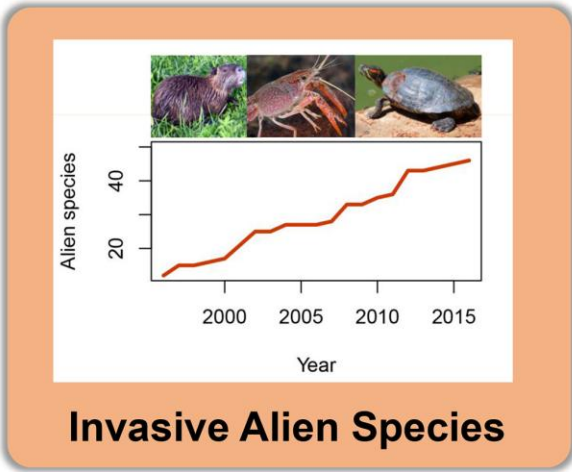 Alien species
40
20
2000 2005 2010 2015
Year
Invasive Alien Species